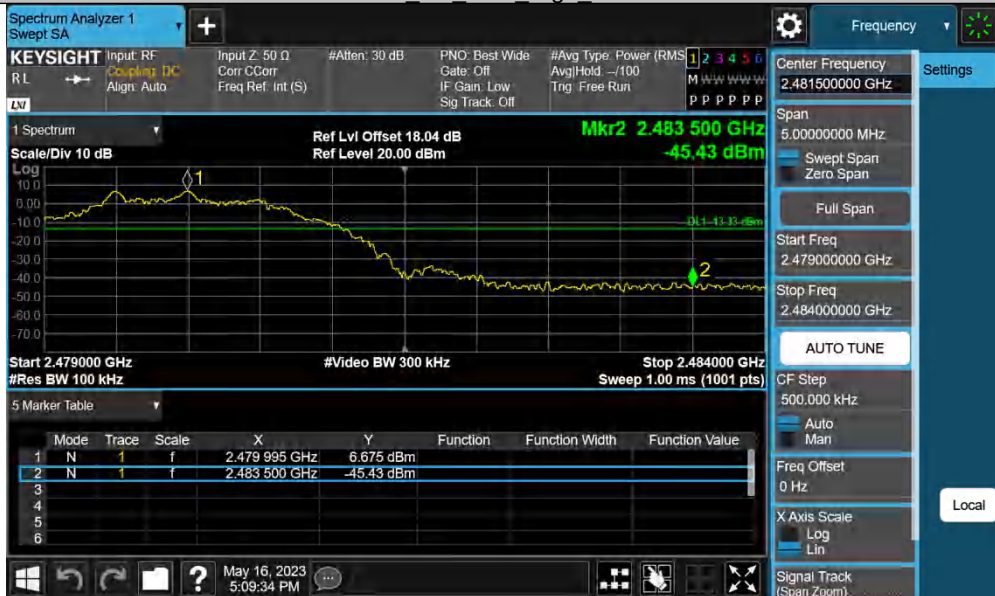 Spectrum Analyzer 1
Swept SA
+
Frequency
KEYSIGHT Input: RF
RL Coupling: DC
Align: Auto
LXI
Input Z: 50 Ω
Corr CCorr
Freq Ref: Int (S)
#Atten: 30 dB
PNO: Best Wide
Gate: Off
IF Gain: Low
Sig Track: Off
#Avg Type: Power (RMS
Avg|Hold: --/100
Trig: Free Run
1 2 3 4 5 6
M W W W W W
P P P P P P
Center Frequency
2.481500000 GHz
Settings
Span
5.00000000 MHz
Swept Span
Zero Span
Full Span
Start Freq
2.479000000 GHz
Stop Freq
2.484000000 GHz
AUTO TUNE
CF Step
500.000 kHz
Auto
Man
Freq Offset
0 Hz
X Axis Scale
Log
Lin
Signal Track
(Span Zoom)
Local
1 Spectrum
Scale/Div 10 dB
Ref Lvl Offset 18.04 dB
Ref Level 20.00 dBm
Mkr2 2.483 500 GHz
-45.43 dBm
Log
10.0
0.00
-10.0
-20.0
-30.0
-40.0
-50.0
-60.0
-70.0
1
DL1 -13.33 dBm
2
Start 2.479000 GHz
#Res BW 100 kHz
#Video BW 300 kHz
Stop 2.484000 GHz
Sweep 1.00 ms (1001 pts)
5 Marker Table
Mode Trace Scale X Y Function Function Width Function Value
1 N 1 f 2.479 995 GHz 6.675 dBm
2 N 1 f 2.483 500 GHz -45.43 dBm
3
4
5
6
?
May 16, 2023
5:09:34 PM